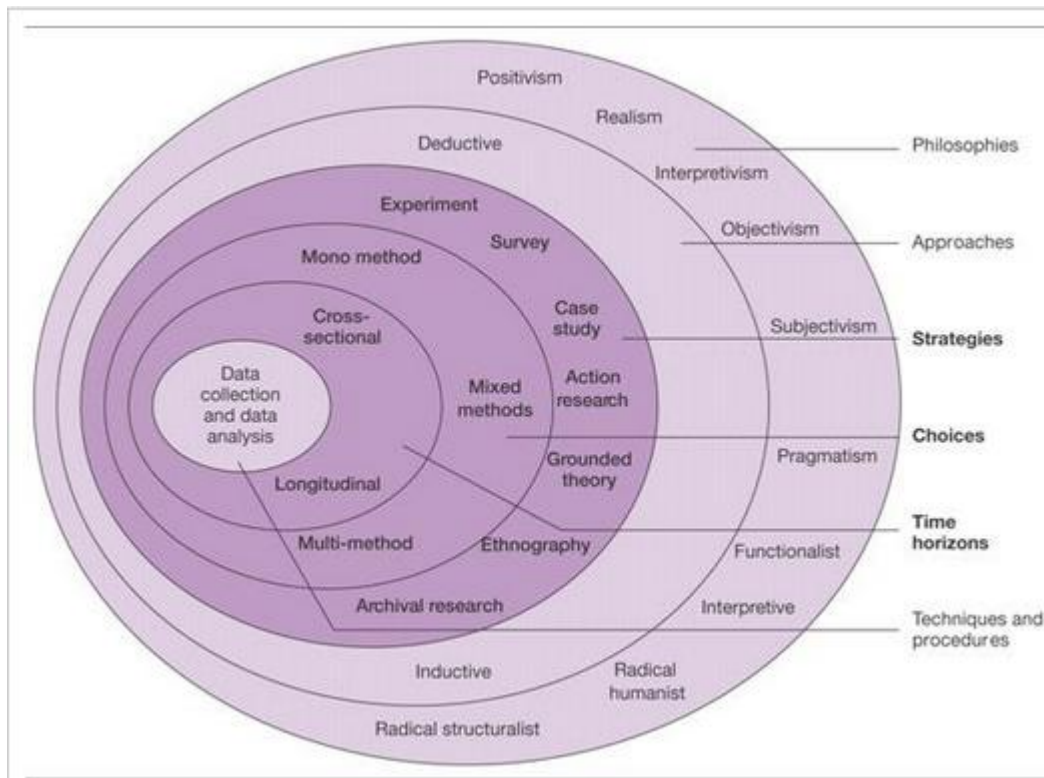 Positivism
Realism
Philosophies
Deductive
Interpretivism
Experiment
Objectivism
Approaches
Survey
Mono method
Case
study
Cross-
sectional
Subjectivism
Strategies
Data
collection
and data
analysis
Mixed
methods
Action
research
Choices
Pragmatism
Grounded
theory
Longitudinal
Time
horizons
Multi-method
Ethnography
Functionalist
Archival research
Interpretive
Techniques and
procedures
Inductive
Radical
humanist
Radical structuralist